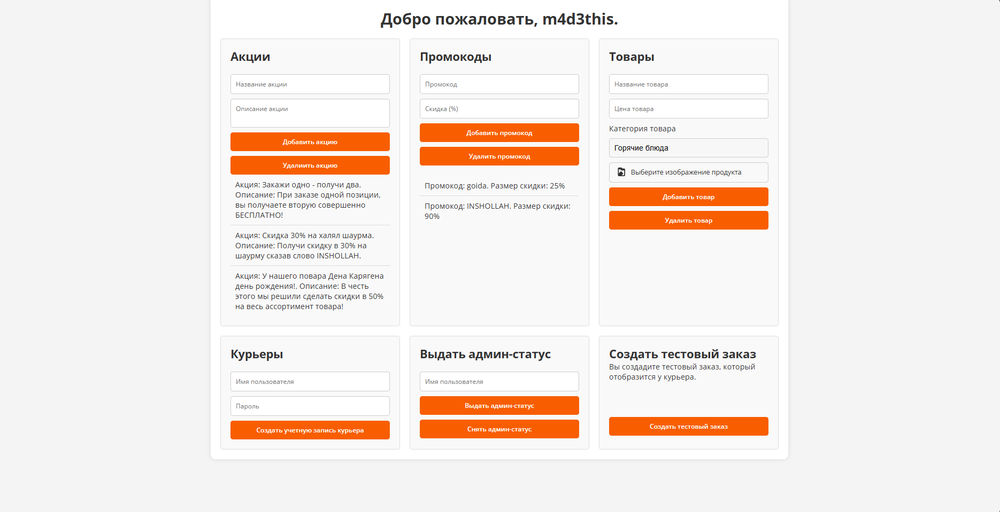 Добро пожаловать, m4d3this.
Акции
Название акции
Описание акции
Добавить акцию
Удалиить акцию
Акция: Закажи одно - получи два.
Описание: При заказе одной позиции,
вы получаете вторую совершенно
БЕСПЛАТНО!
Акция: Скидка 30% на халял шаурма.
Описание: Получи скидку в 30% на
шаурму сказав слово INSHOLLAH.
Акция: У нашего повара Дена Карягена
день рождения!. Описание: В честь
этого мы решили сделать скидки в 50%
на весь ассортимент товара!
Промокоды
Промокод
Скидка (%)
Добавить промокод
Удалить промокод
Промокод: goida. Размер скидки: 25%
Промокод: INSHOLLAH. Размер скидки:
90%
Товары
Название товара
Цена товара
Категория товара
Горячие блюда
Выберите изображение продукта
Добавить товар
Удалить товар
Курьеры
Имя пользователя
Пароль
Создать учетную запись курьера
Выдать админ-статус
Имя пользователя
Выдать админ-статус
Снять админ-статус
Создать тестовый заказ
Вы создадите тестовый заказ, который
отобразится у курьера.
Создать тестовый заказ